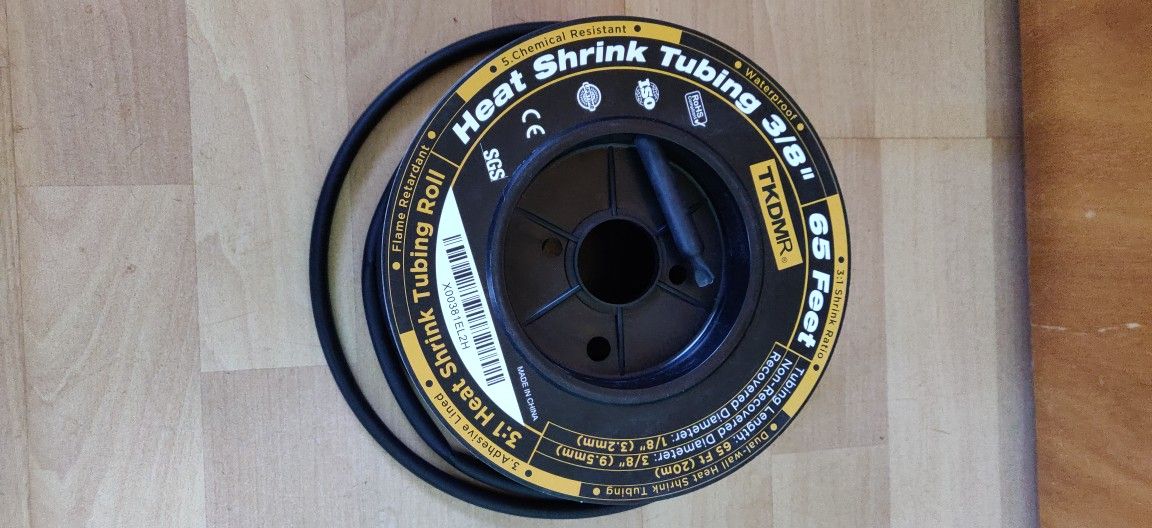 Heat Shrink Tubing 3/8" 65 Feet
TKDMR®
CE
ISO
RoHS
SGS
X00381EL2H
MADE IN CHINA
3:1 Heat Shrink Tubing Roll
Tubing Length: 65 Ft (20m)
Non-Recovered Diameter: 3/8" (9.5mm)
Recovered Diameter: 1/8" (3.2mm)
• Flame Retardant •
• 5.Chemical Resistant •
• Waterproof •
• 3:1 Shrink Ratio •
• Dual-wall Heat Shrink Tubing •
• 3.Adhesive Lined •